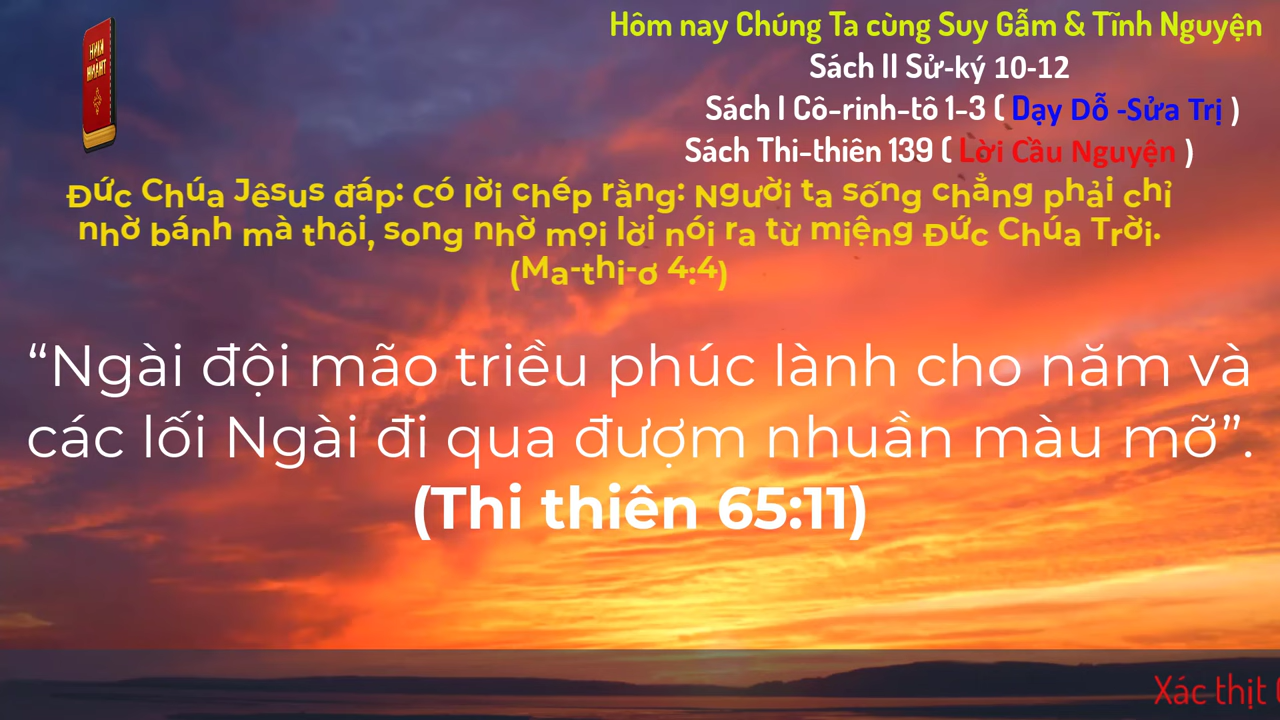 Hôm nay Chúng Ta cùng Suy Gẫm & Tĩnh Nguyện
Sách II Sử-ký 10-12
Sách I Cô-rinh-tô 1-3 ( Dạy Dỗ -Sửa Trị )
Sách Thi-thiên 139 ( Lời Cầu Nguyện )
KINH
THÁNH
Đức Chúa Jêsus đáp: Có lời chép rằng: Người ta sống chẳng phải chỉ
nhờ bánh mà thôi, song nhờ mọi lời nói ra từ miệng Đức Chúa Trời.
(Ma-thi-ơ 4:4)
“Ngài đội mão triều phúc lành cho năm và
các lối Ngài đi qua đượm nhuần màu mỡ”.
(Thi thiên 65:11)
Xác thịt